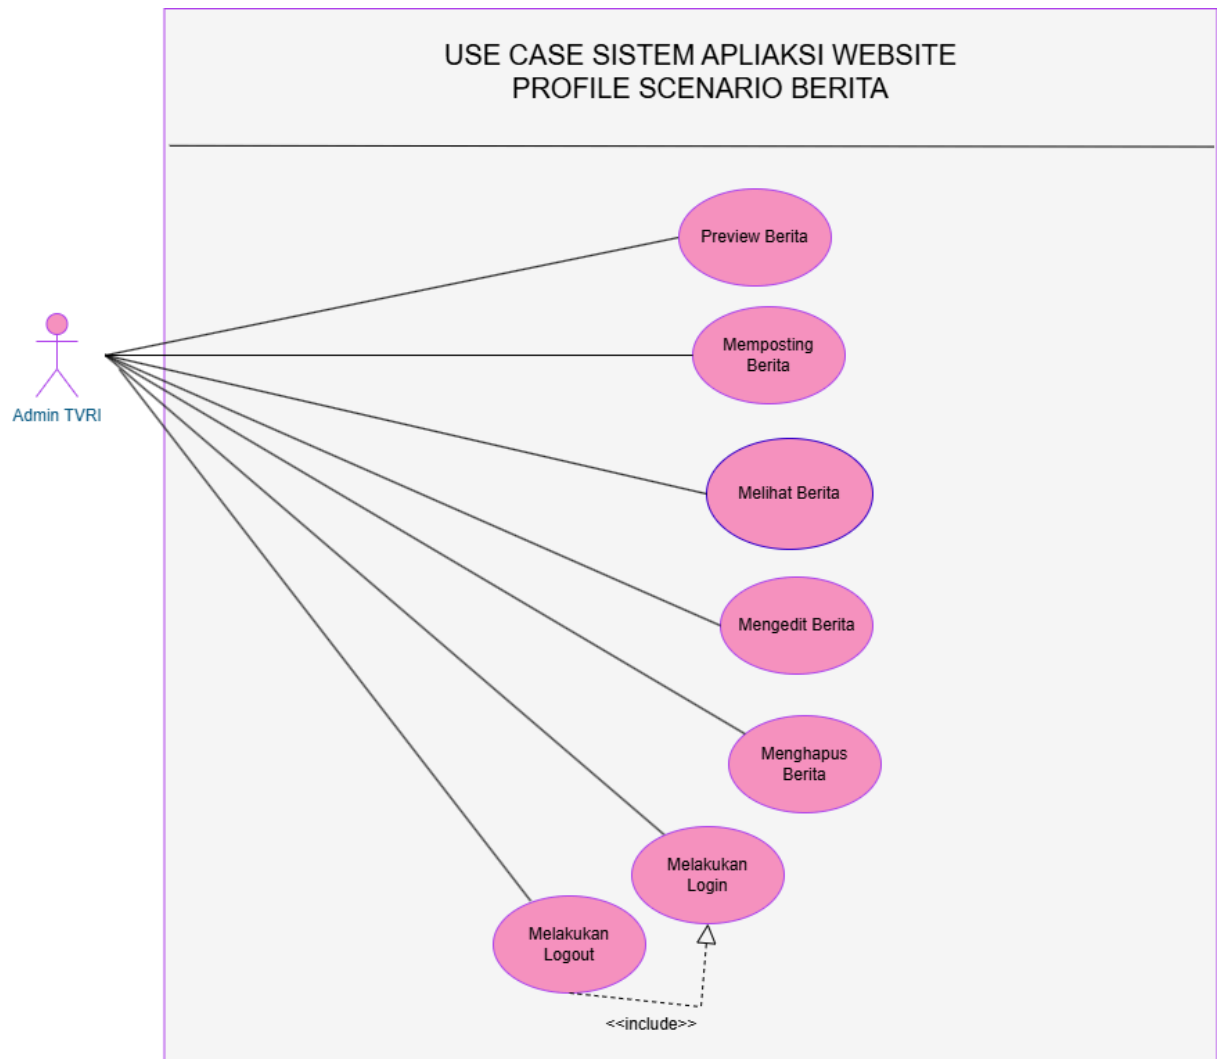 USE CASE SISTEM APLIAKSI WEBSITE
PROFILE SCENARIO BERITA
Preview Berita
Memposting
Berita
Admin TVRI
Melihat Berita
Mengedit Berita
Menghapus
Berita
Melakukan
Login
Melakukan
Logout
<<include>>